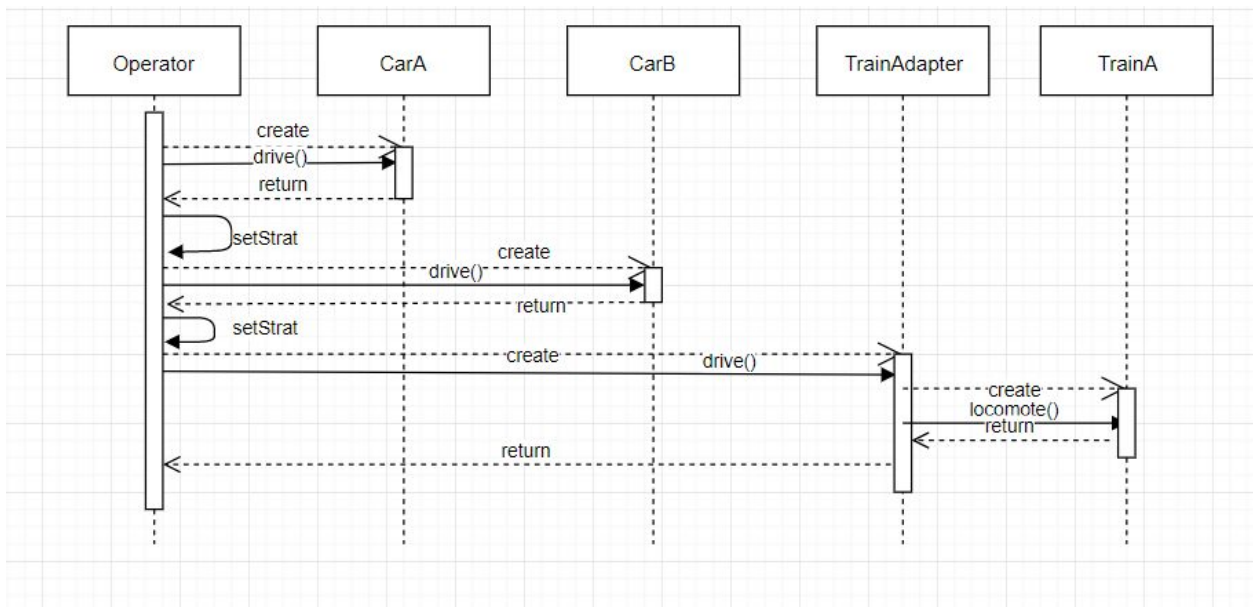 Operator
CarA
CarB
TrainAdapter
TrainA
create
drive()
return
setStrat
create
drive()
return
setStrat
create
drive()
create
locomote()
return
return